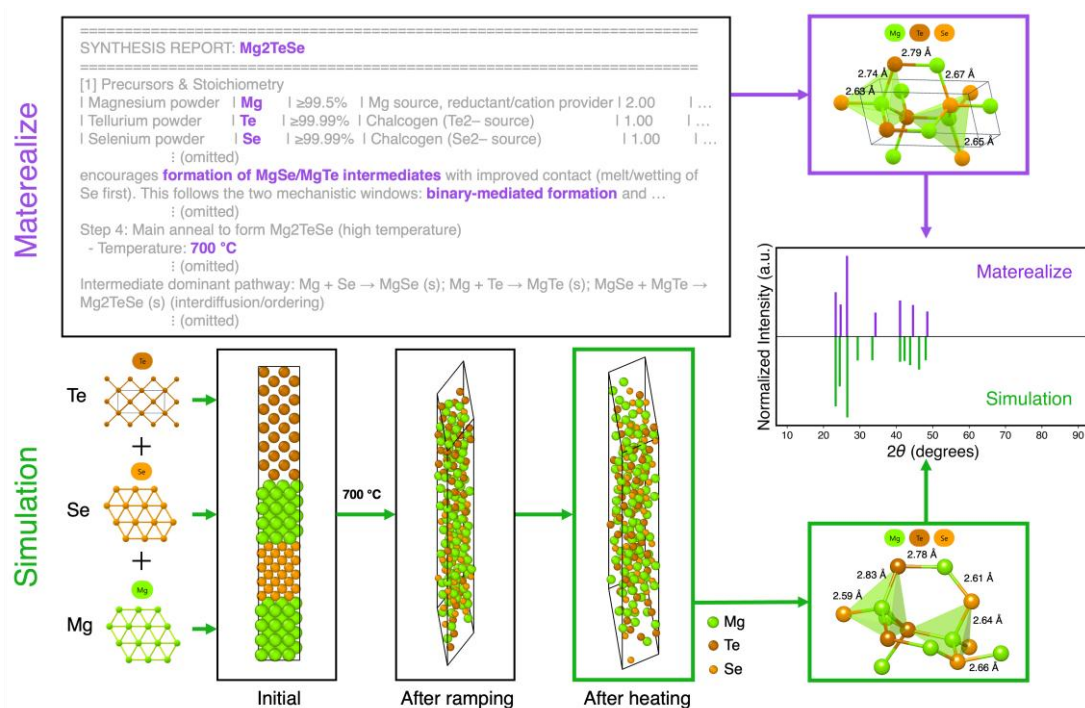 Materealize
================================================================
SYNTHESIS REPORT: Mg2TeSe
================================================================
[1] Precursors & Stoichiometry
| Magnesium powder | Mg | ≥99.5% | Mg source, reductant/cation provider | 2.00 | ...
| Tellurium powder | Te | ≥99.99% | Chalcogen (Te2– source) | 1.00 | ...
| Selenium powder | Se | ≥99.99% | Chalcogen (Se2– source) | 1.00 | ...
⋮ (omitted)
encourages formation of MgSe/MgTe intermediates with improved contact (melt/wetting of
Se first). This follows the two mechanistic windows: binary-mediated formation and ...
⋮ (omitted)
Step 4: Main anneal to form Mg2TeSe (high temperature)
- Temperature: 700 °C
⋮ (omitted)
Intermediate dominant pathway: Mg + Se → MgSe (s); Mg + Te → MgTe (s); MgSe + MgTe →
Mg2TeSe (s) (interdiffusion/ordering)
⋮ (omitted)
Mg Te Se
2.79 Å
2.74 Å
2.67 Å
2.63 Å
2.65 Å
Normalized Intensity (a.u.)
Materealize
Simulation
10 20 30 40 50 60 70 80 90
2θ (degrees)
Simulation
Te
Te
+
Se
Se
+
Mg
Mg
700 °C
Initial
After ramping
After heating
Mg
Te
Se
Mg Te Se
2.78 Å
2.83 Å
2.61 Å
2.59 Å
2.64 Å
2.66 Å